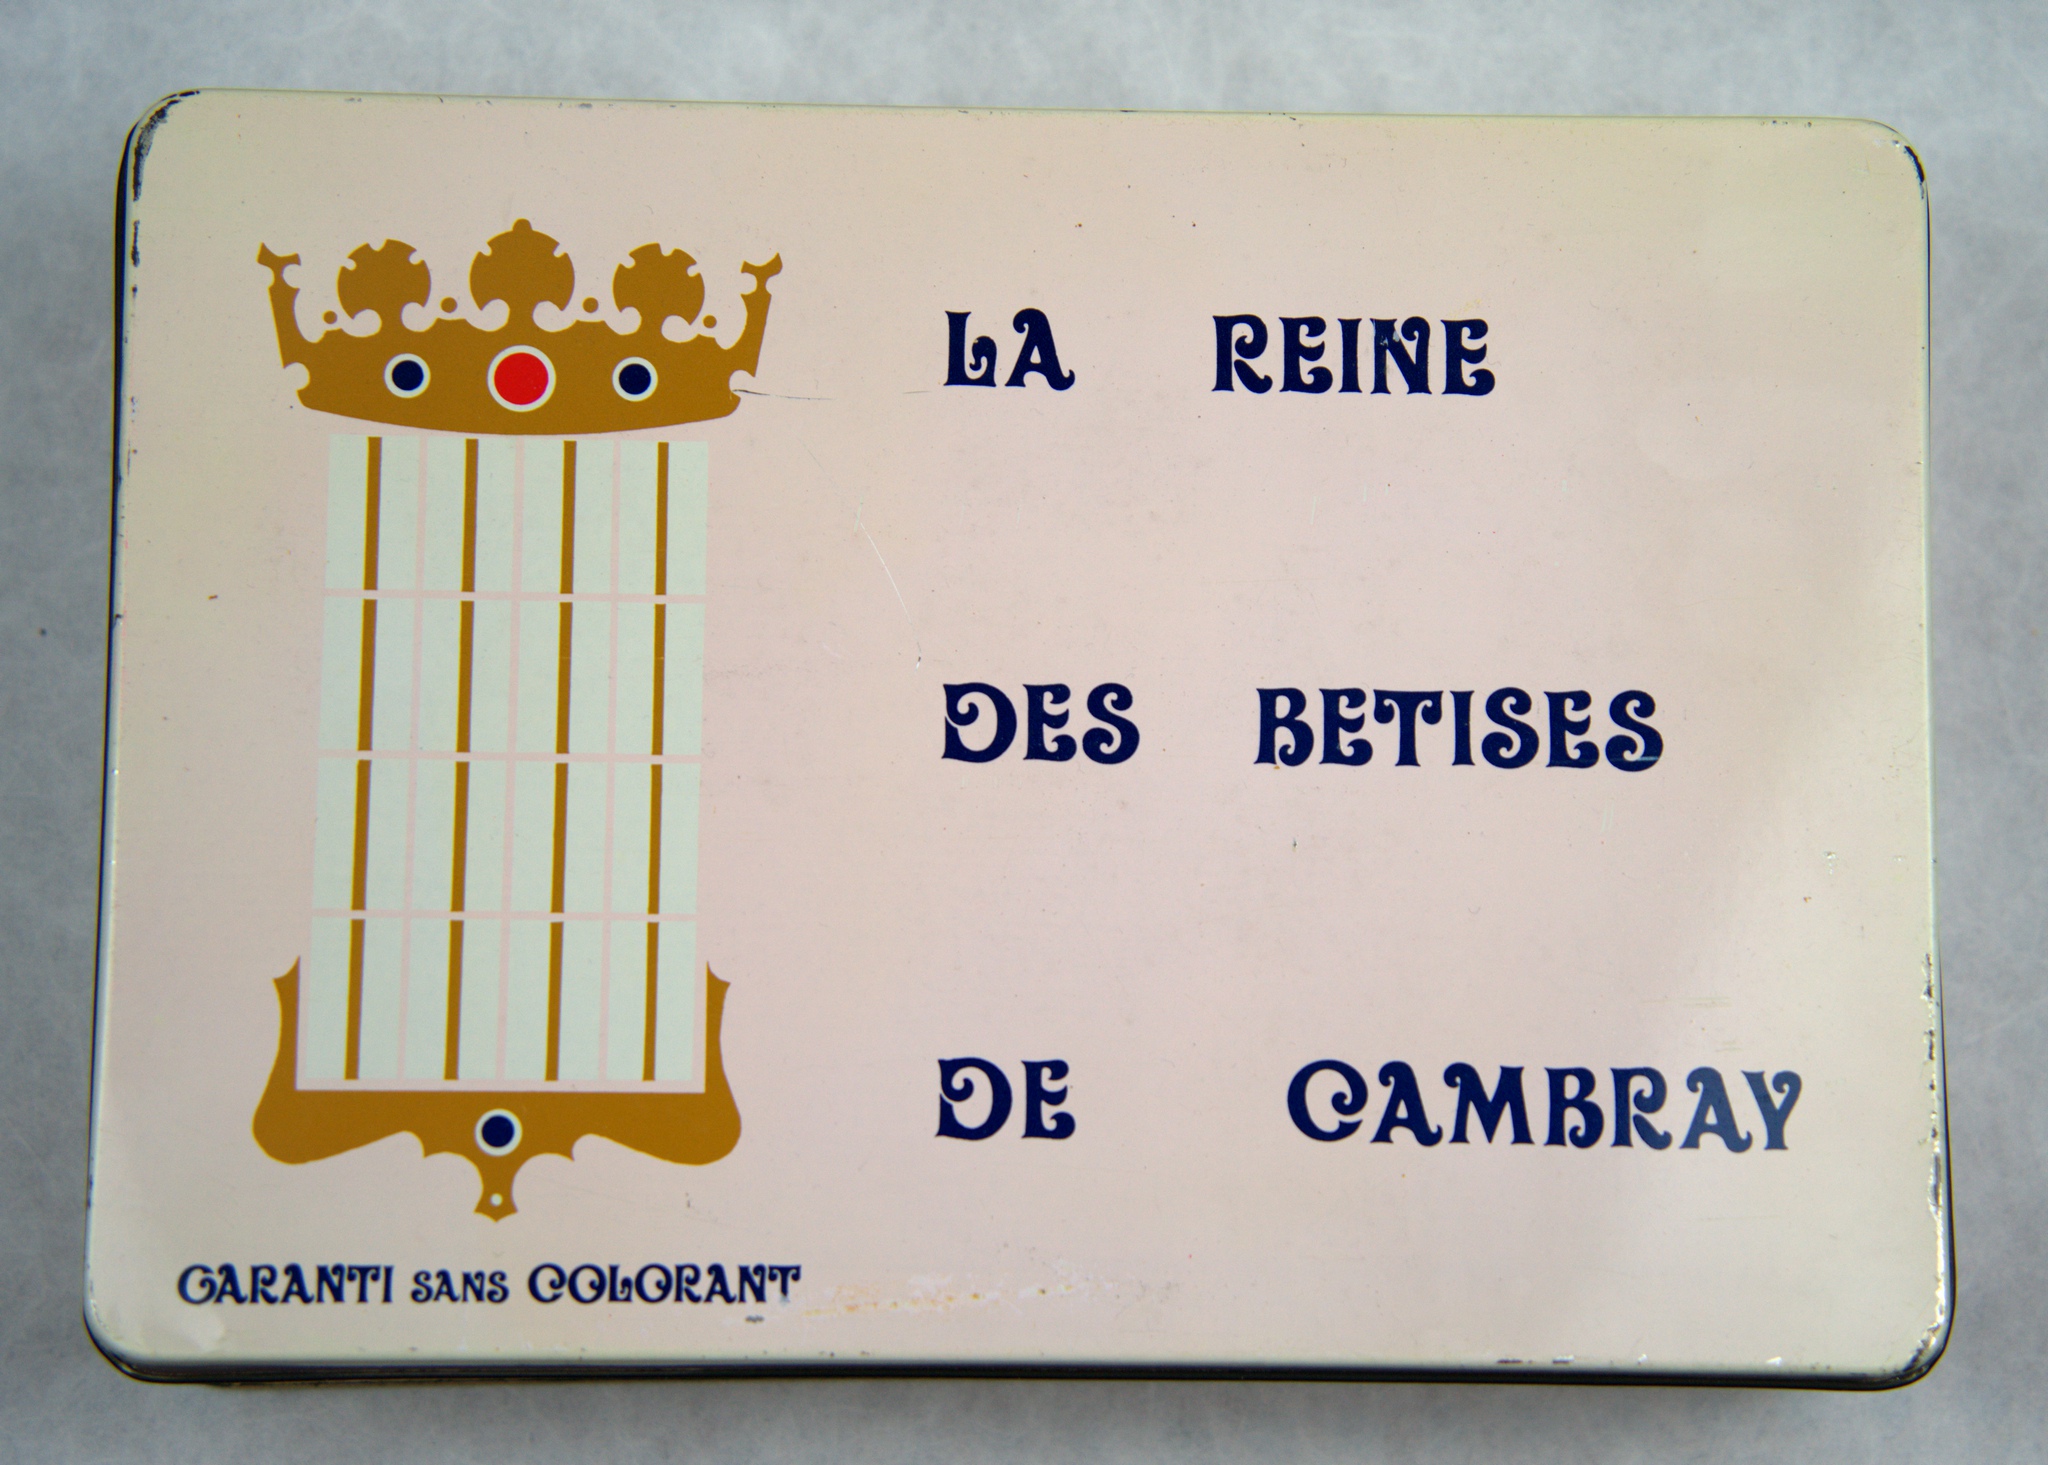 LA REINE
DES BETISES
DE CAMBRAY
GARANTI SANS COLORANT